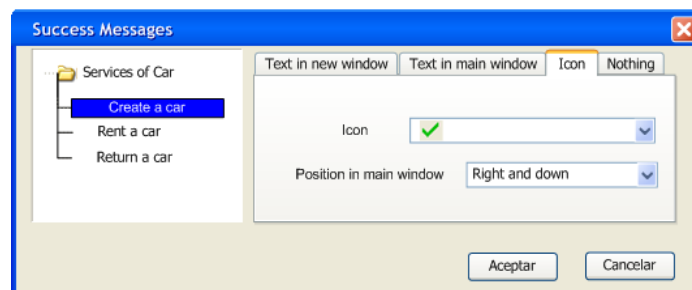 Success Messages
Services of Car
Create a car
Rent a car
Return a car
Text in new window
Text in main window
Icon
Nothing
Icon
Position in main window
Right and down
Aceptar
Cancelar